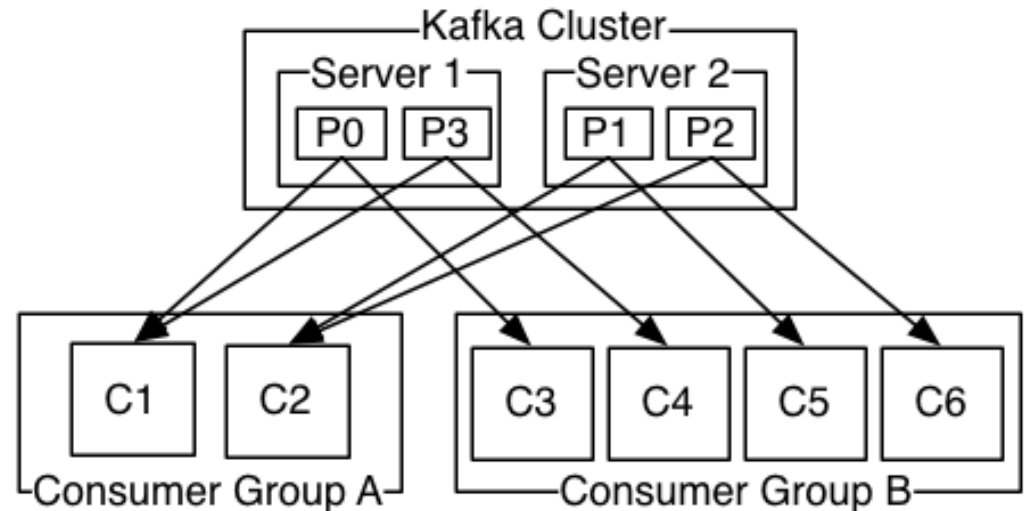 Kafka Cluster
Server 1
Server 2
P0
P3
P1
P2
C1
C2
C3
C4
C5
C6
Consumer Group A
Consumer Group B